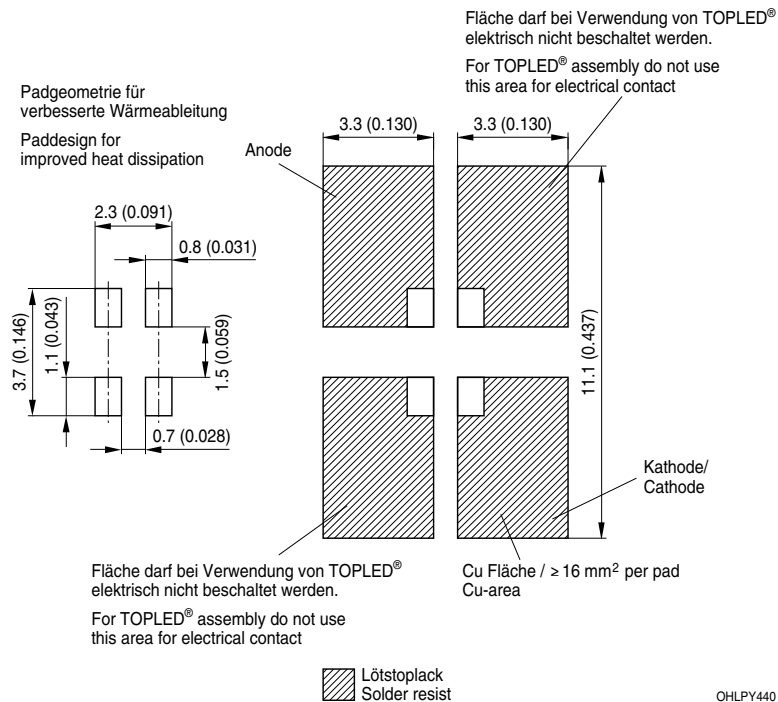 Fläche darf bei Verwendung von TOPLED®
elektrisch nicht beschaltet werden.
For TOPLED® assembly do not use
this area for electrical contact
Padgeometrie für
verbesserte Wärmeableitung
Paddesign for
improved heat dissipation
Anode
3.3 (0.130)
3.3 (0.130)
2.3 (0.091)
0.8 (0.031)
3.7 (0.146)
1.1 (0.043)
1.5 (0.059)
0.7 (0.028)
11.1 (0.437)
Kathode/
Cathode
Fläche darf bei Verwendung von TOPLED®
elektrisch nicht beschaltet werden.
For TOPLED® assembly do not use
this area for electrical contact
Cu Fläche / ≥ 16 mm² per pad
Cu-area
Lötstoplack
Solder resist
OHLPY440